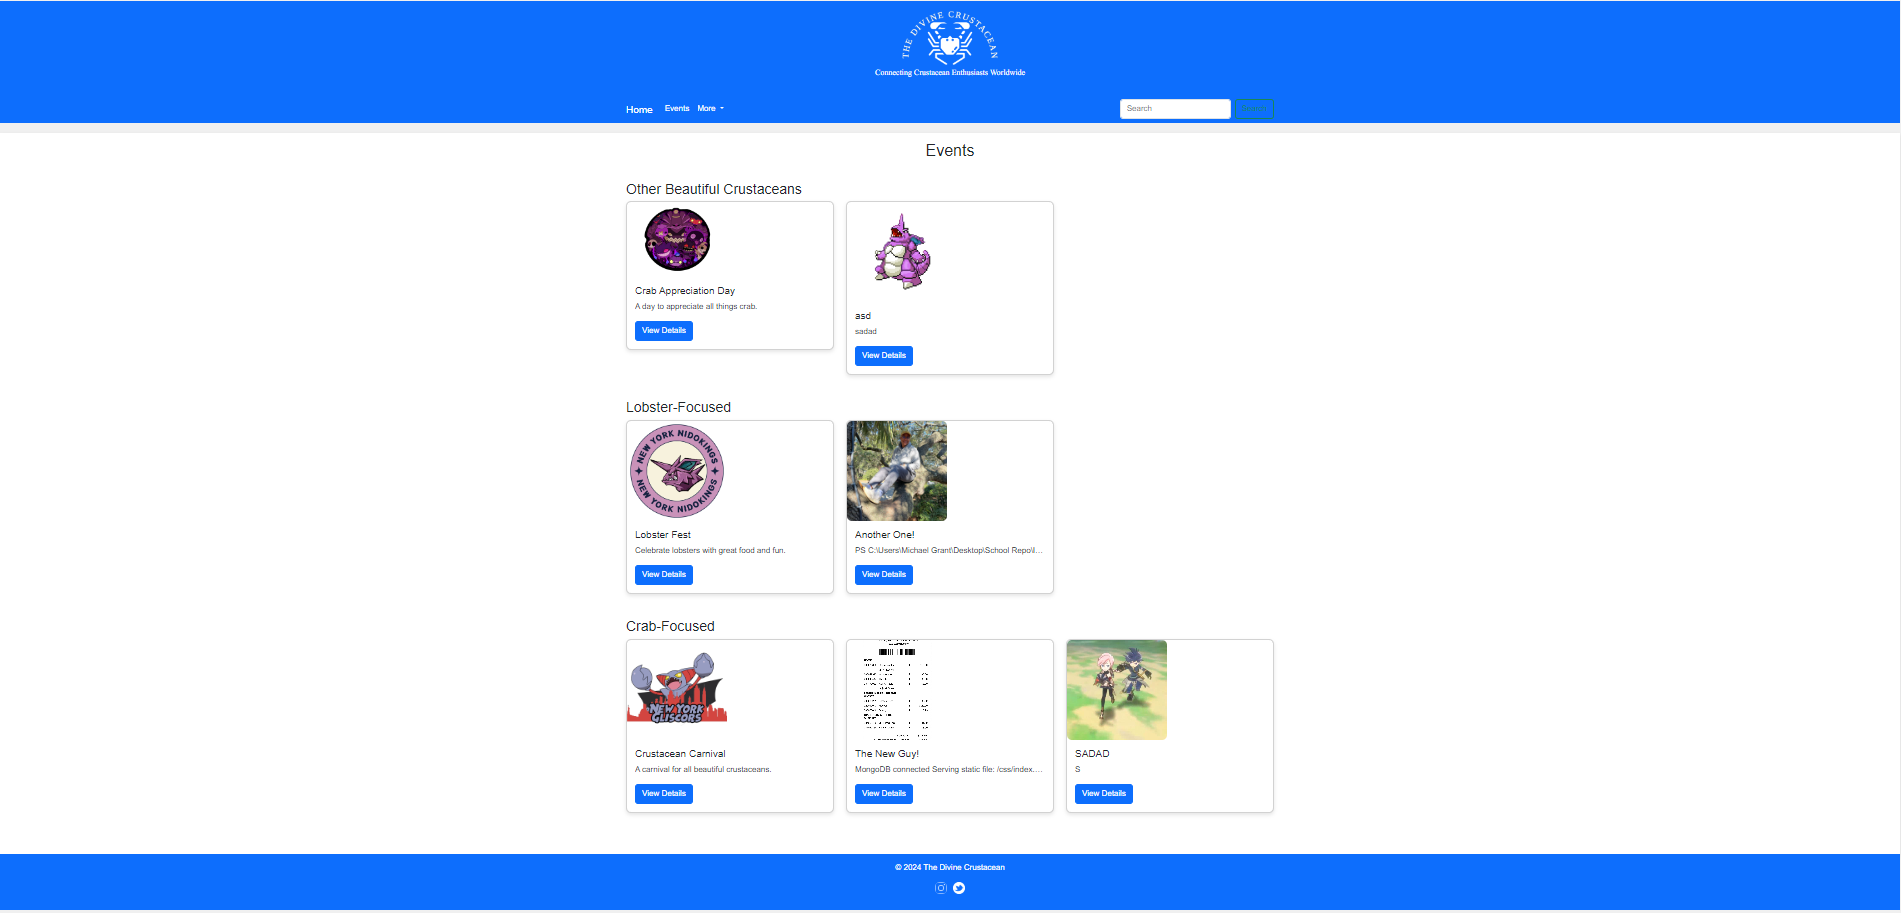 THE DIVINE CRUSTACEAN
Connecting Crustacean Enthusiasts Worldwide
Home Events More Search
Events
Other Beautiful Crustaceans
Crab Appreciation Day
A day to appreciate all things crab.
View Details
asd
sadad
View Details
Lobster-Focused
NEW YORK NIDOKINGS
NEW YORK NIDOKINGS
Lobster Fest
Celebrate lobsters with great food and fun.
View Details
Another One!
PS C:\Users\Michael Grant\Desktop\School Repo\I...
View Details
Crab-Focused
NEW YORK
GLISCORS
Crustacean Carnival
A carnival for all beautiful crustaceans.
View Details
The New Guy!
MongoDB connected Serving static file: /css/index....
View Details
SADAD
S
View Details
© 2024 The Divine Crustacean